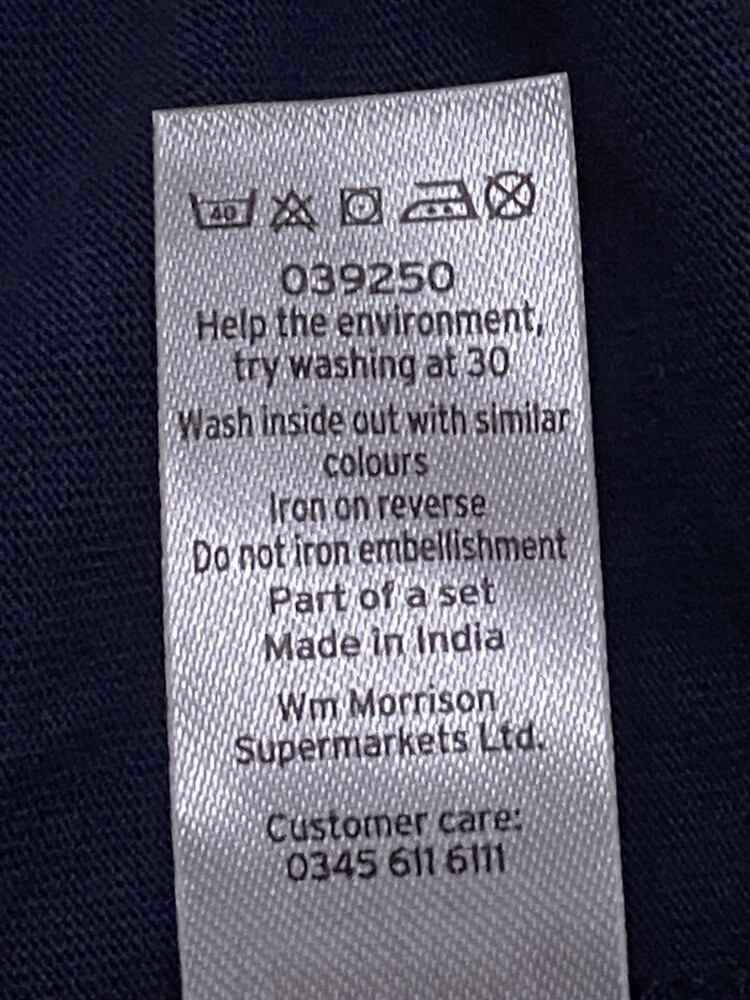 40
039250
Help the environment,
try washing at 30
Wash inside out with similar
colours
Iron on reverse
Do not iron embellishment
Part of a set
Made in India
Wm Morrison
Supermarkets Ltd.
Customer care:
0345 611 6111